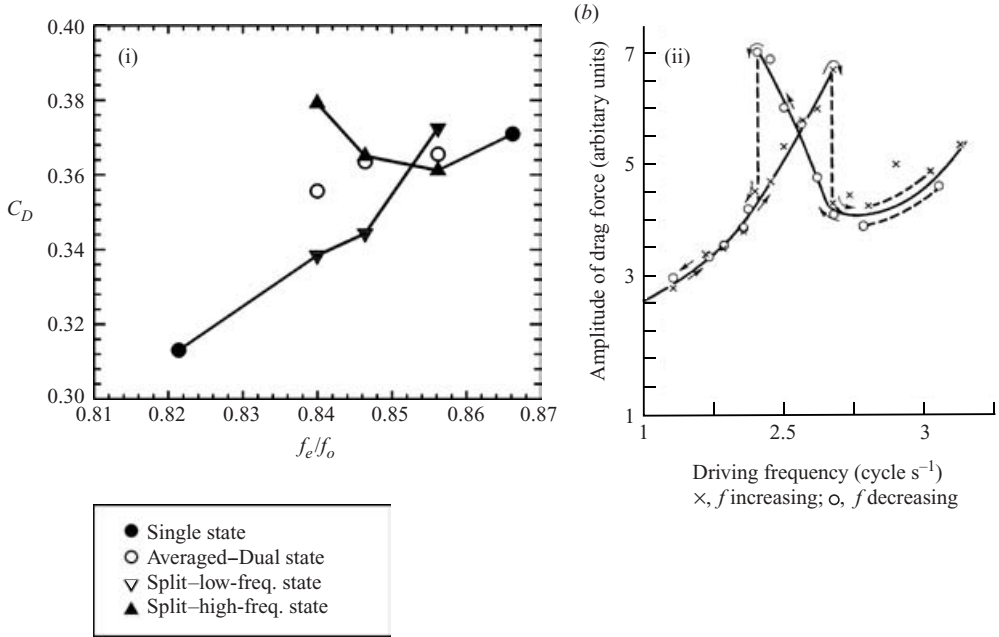 (b)
(i)
(ii)
0.40
0.38
0.36
0.34
0.32
0.30
C_D
0.81 0.82 0.83 0.84 0.85 0.86 0.87
f_e/f_o
7
5
3
1
Amplitude of drag force (arbitary units)
1 2.5 3
Driving frequency (cycle s⁻¹)
×, f increasing; o, f decreasing
Single state
Averaged–Dual state
Split–low-freq. state
Split–high-freq. state